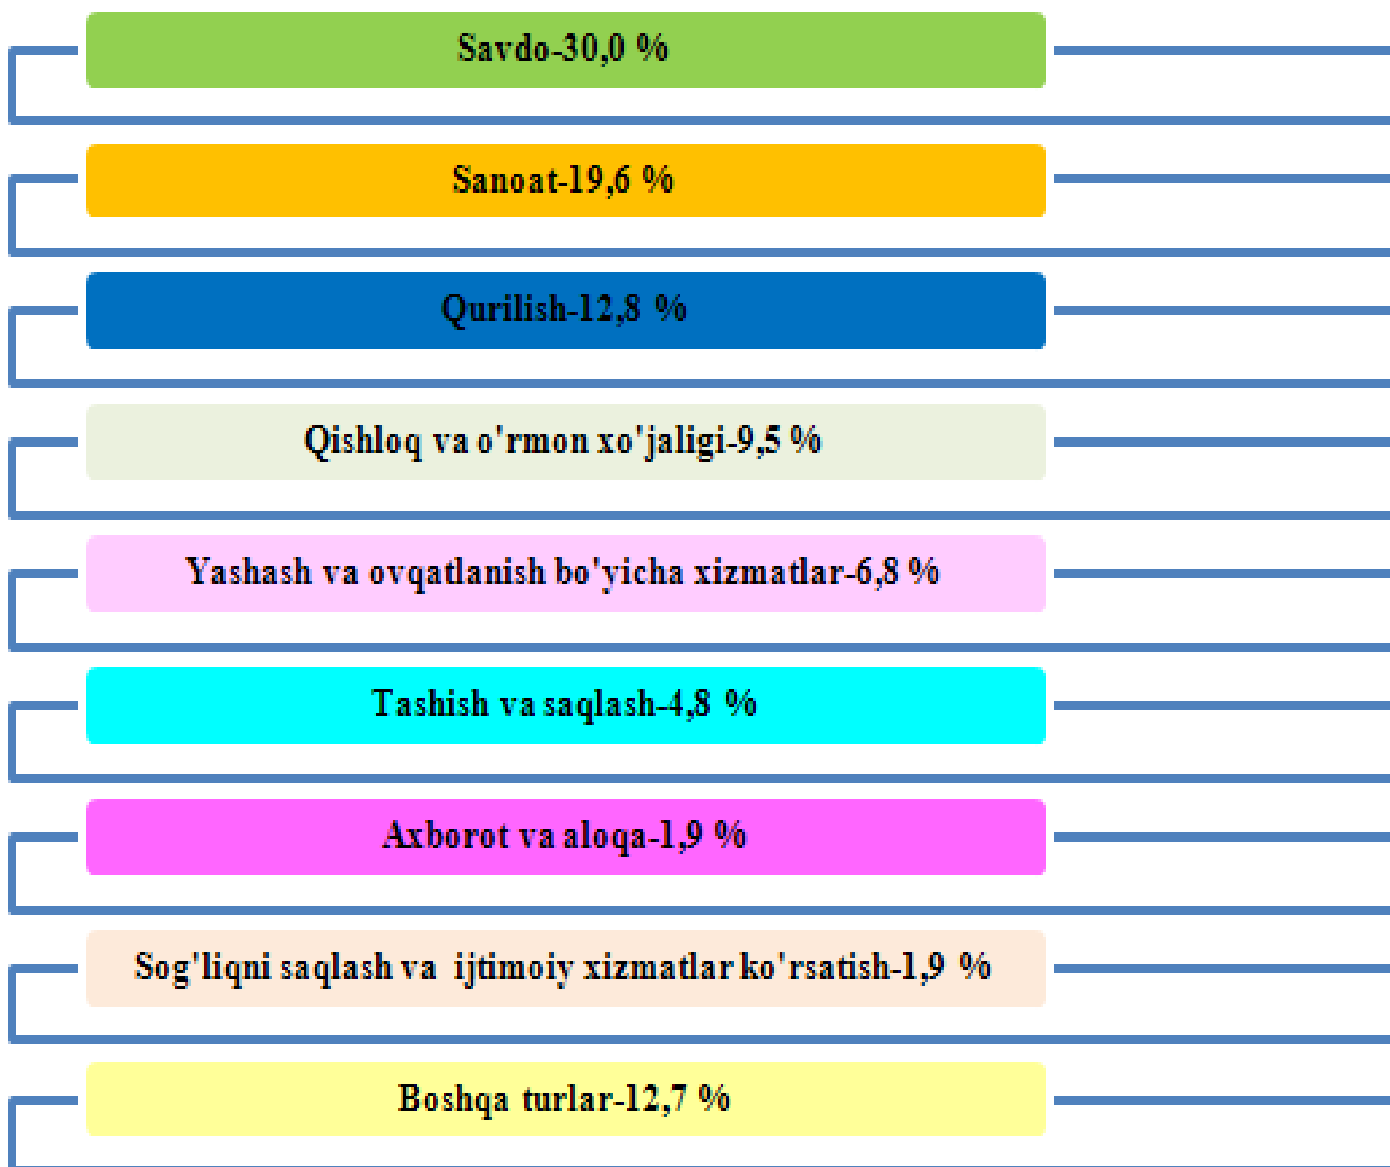 Savdo-30,0 %
Sanoat-19,6 %
Qurilish-12,8 %
Qishloq va o'rmon xo'jaligi-9,5 %
Yashash va ovqatlanish bo'yicha xizmatlar-6,8 %
Tashish va saqlash-4,8 %
Axborot va aloqa-1,9 %
Sog'liqni saqlash va ijtimoiy xizmatlar ko'rsatish-1,9 %
Boshqa turlar-12,7 %